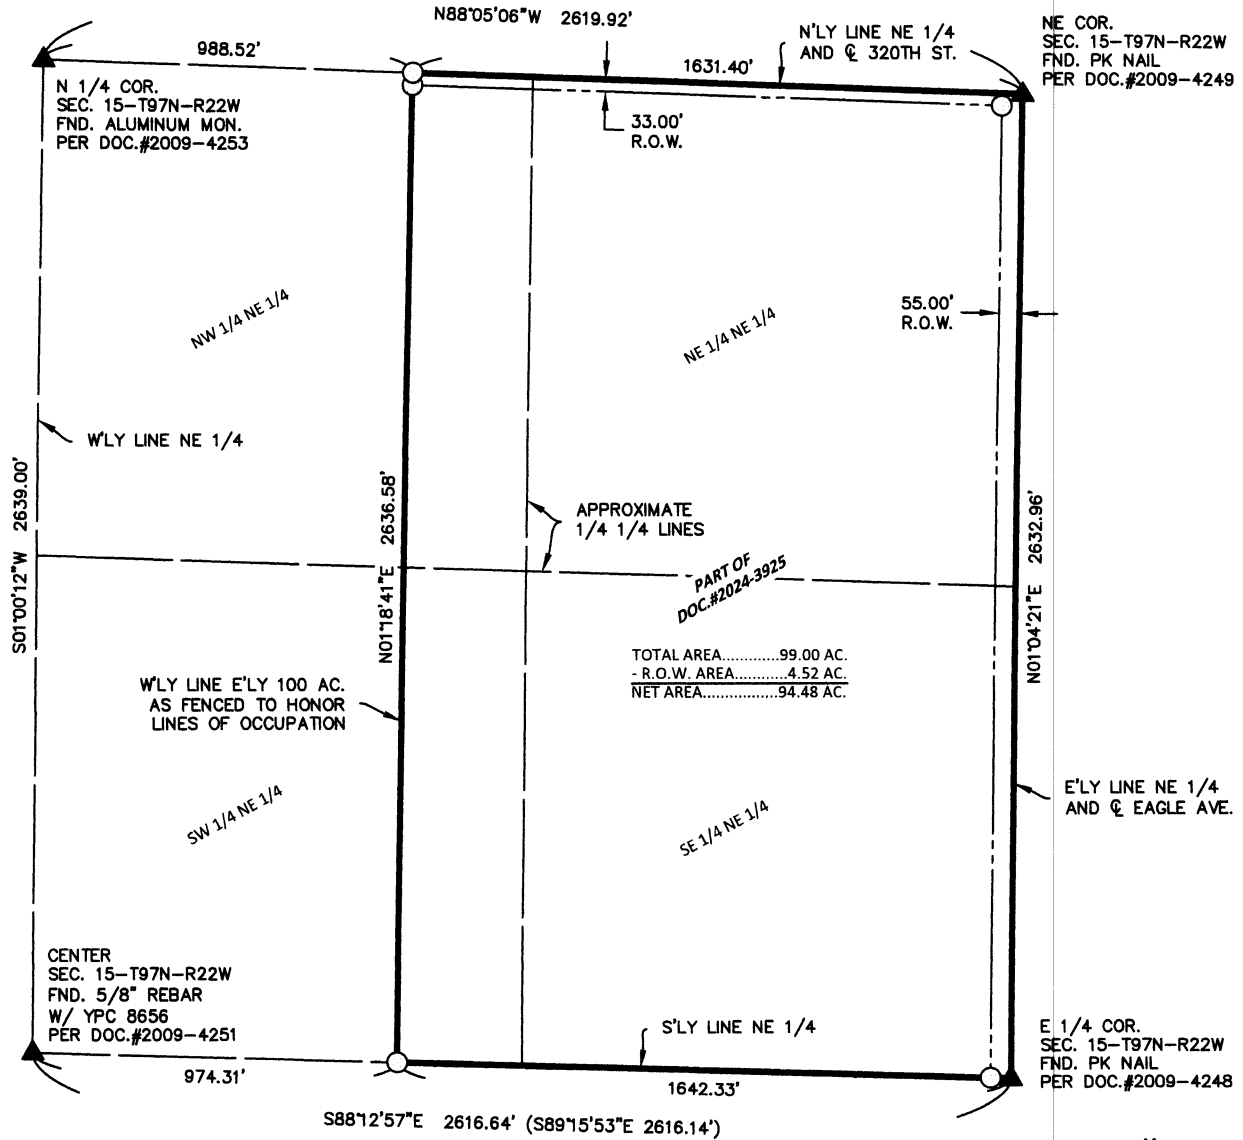 N88°05'06"W 2619.92'
988.52'
1631.40'
N'LY LINE NE 1/4
AND ℄ 320TH ST.
NE COR.
SEC. 15-T97N-R22W
FND. PK NAIL
PER DOC.#2009-4249
N 1/4 COR.
SEC. 15-T97N-R22W
FND. ALUMINUM MON.
PER DOC.#2009-4253
33.00'
R.O.W.
NW 1/4 NE 1/4
NE 1/4 NE 1/4
55.00'
R.O.W.
W'LY LINE NE 1/4
S01°00'12"W 2639.00'
N01°18'41"E 2636.58'
APPROXIMATE
1/4 1/4 LINES
N01°04'21"E 2632.96'
PART OF
DOC.#2024-3925
TOTAL AREA............99.00 AC.
- R.O.W. AREA...........4.52 AC.
NET AREA................94.48 AC.
W'LY LINE E'LY 100 AC.
AS FENCED TO HONOR
LINES OF OCCUPATION
SW 1/4 NE 1/4
SE 1/4 NE 1/4
E'LY LINE NE 1/4
AND ℄ EAGLE AVE.
CENTER
SEC. 15-T97N-R22W
FND. 5/8" REBAR
W/ YPC 8656
PER DOC.#2009-4251
S'LY LINE NE 1/4
E 1/4 COR.
SEC. 15-T97N-R22W
FND. PK NAIL
PER DOC.#2009-4248
974.31'
1642.33'
S88°12'57"E 2616.64' (S89°15'53"E 2616.14')